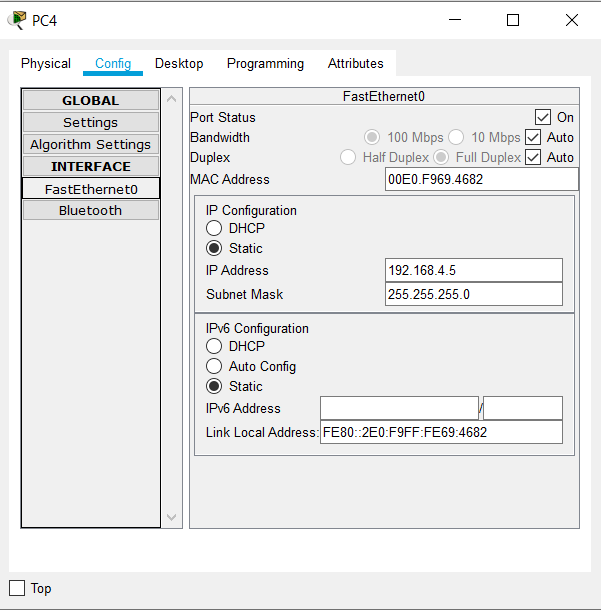 PC4
Physical Config Desktop Programming Attributes
GLOBAL
Settings
Algorithm Settings
INTERFACE
FastEthernet0
Bluetooth
FastEthernet0
Port Status On
Bandwidth 100 Mbps 10 Mbps Auto
Duplex Half Duplex Full Duplex Auto
MAC Address 00E0.F969.4682
IP Configuration
DHCP
Static
IP Address 192.168.4.5
Subnet Mask 255.255.255.0
IPv6 Configuration
DHCP
Auto Config
Static
IPv6 Address /
Link Local Address: FE80::2E0:F9FF:FE69:4682
Top